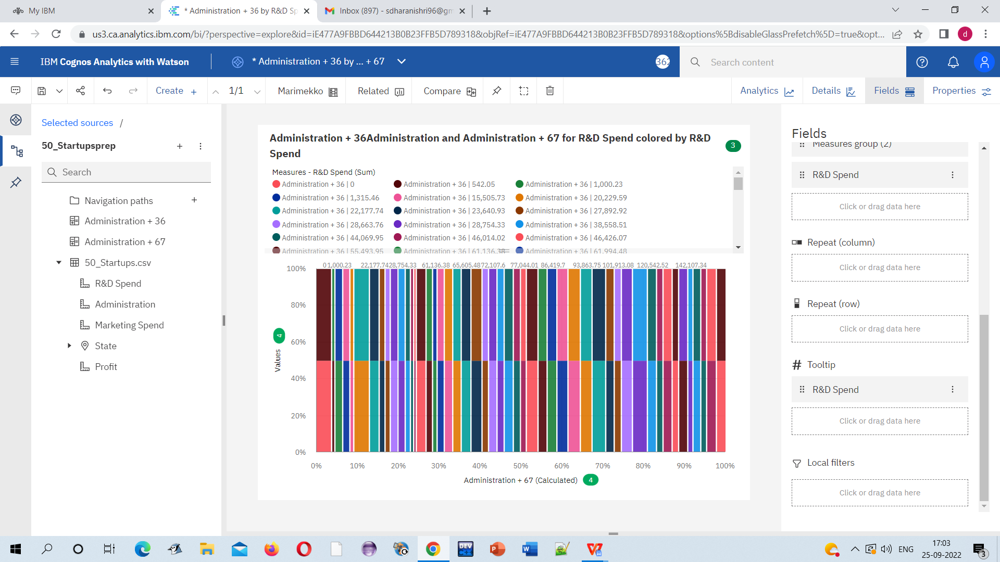 My IBM
* Administration + 36 by R&D Sp
Inbox (897) - sdharanishri96@gm
us3.ca.analytics.ibm.com/bi/?perspective=explore&id=iE477A9FBBD644213B0B23FFB5D789318&objRef=iE477A9FBBD644213B0B23FFB5D789318&options%5BdisableGlassPrefetch%5D=true&opt...
d
IBM Cognos Analytics with Watson
* Administration + 36 by ... + 67
362
Search content
Create +
1/1
Marimekko
Related
Compare
Analytics
Details
Fields
Properties
Selected sources /
50_Startupsprep
Search
Navigation paths
Administration + 36
Administration + 67
50_Startups.csv
R&D Spend
Administration
Marketing Spend
State
Profit
Administration + 36Administration and Administration + 67 for R&D Spend colored by R&D
Spend
3
Measures - R&D Spend (Sum)
Administration + 36 | 0
Administration + 36 | 542.05
Administration + 36 | 1,000.23
Administration + 36 | 1,315.46
Administration + 36 | 15,505.73
Administration + 36 | 20,229.59
Administration + 36 | 22,177.74
Administration + 36 | 23,640.93
Administration + 36 | 27,892.92
Administration + 36 | 28,663.76
Administration + 36 | 28,754.33
Administration + 36 | 38,558.51
Administration + 36 | 44,069.95
Administration + 36 | 46,014.02
Administration + 36 | 46,426.07
Administration + 36 | 55,493.95
Administration + 36 | 61,136.38
Administration + 36 | 61,994.48
0 1,000.23 22,177.74 28,754.33 61,136.38 65,605.48 72,107.6 77,044.01 86,419.7 93,863.75 101,913.08 120,542.52 142,107.34
100%
80%
60%
40%
20%
0%
Values
4
0% 10% 20% 30% 40% 50% 60% 70% 80% 90% 100%
Administration + 67 (Calculated)
4
Fields
Measures group (2)
R&D Spend
Click or drag data here
Repeat (column)
Click or drag data here
Repeat (row)
Click or drag data here
Tooltip
R&D Spend
Click or drag data here
Local filters
Click or drag data here
DEV
C++
P
W
ENG
17:03
25-09-2022
3